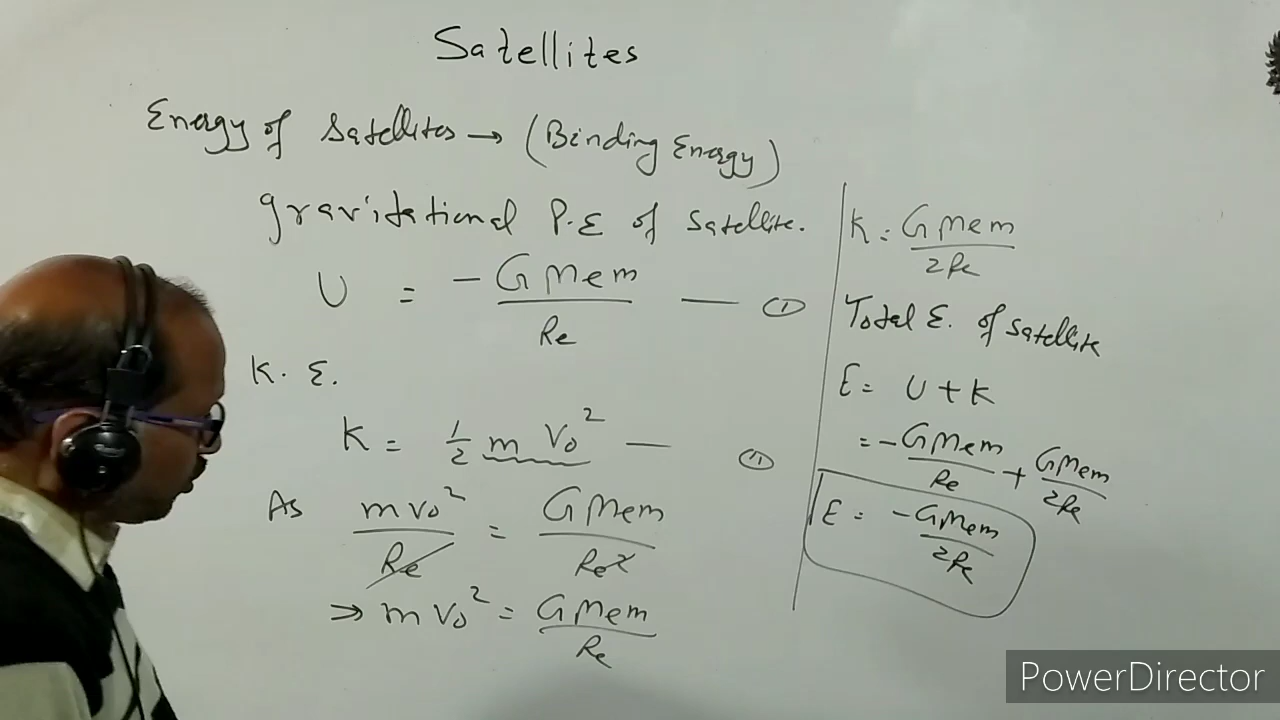 Satellites
Energy of Satellites → (Binding Energy)
Gravitational P.E of Satellite.
U = -GMem/Re — ①
K.E.
K = 1/2 m Vo² — ⑪
As mvo²/Re = GMem/Re²
⇒ mVo² = GMem/Re
K = GMem/2Re
Total E. of Satellite
E = U + K
= -GMem/Re + GMem/2Re
E = -GMem/2Re
PowerDirector